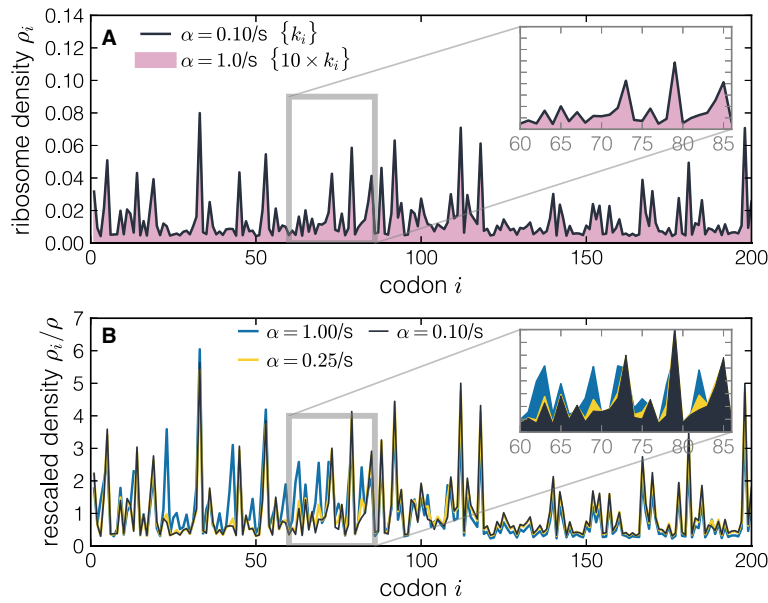 A
α = 0.10/s {k_i}
α = 1.0/s {10 × k_i}
ribosome density ρ_i
0.14
0.12
0.10
0.08
0.06
0.04
0.02
0.00
60 65 70 75 80 85
0 50 100 150 200
codon i
B
α = 1.00/s α = 0.10/s
α = 0.25/s
rescaled density ρ_i/ρ
7
6
5
4
3
2
1
0
60 65 70 75 80 85
0 50 100 150 200
codon i